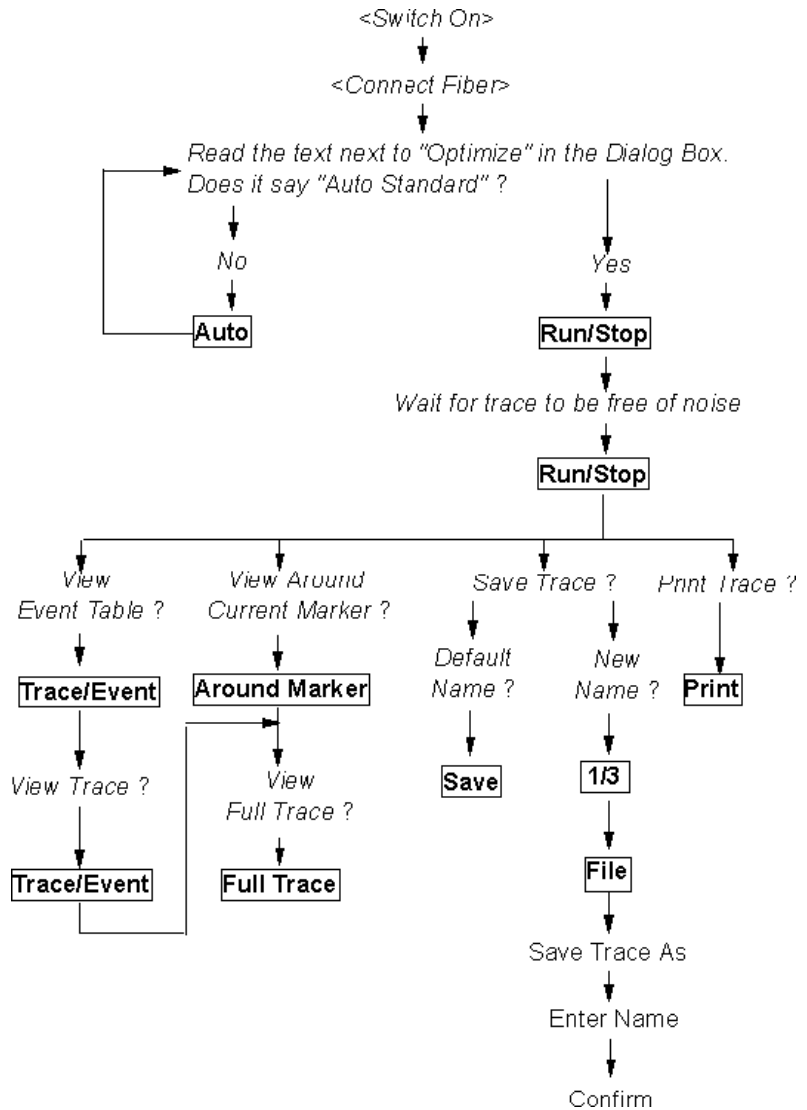 <Switch On>
<Connect Fiber>
Read the text next to "Optimize" in the Dialog Box.
Does it say "Auto Standard" ?
No
Yes
Auto
Run/Stop
Wait for trace to be free of noise
Run/Stop
View
Event Table ?
View Around
Current Marker ?
Save Trace ?
Print Trace ?
Default
Name ?
New
Name ?
Trace/Event
Around Marker
Print
View Trace ?
View
Full Trace ?
Save
1/3
Trace/Event
Full Trace
File
Save Trace As
Enter Name
Confirm